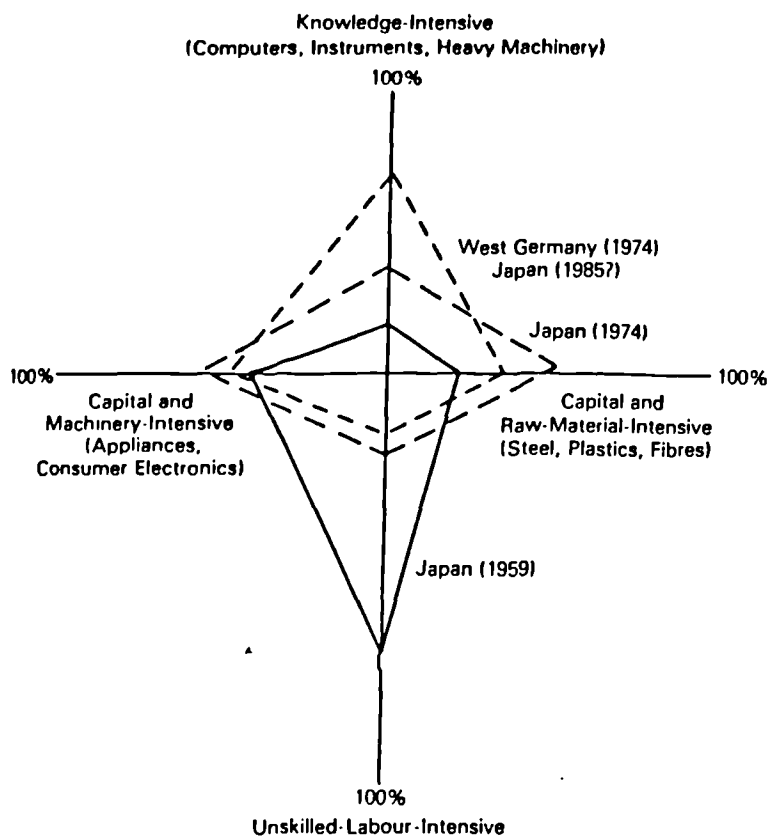 Knowledge-Intensive
(Computers, Instruments, Heavy Machinery)
100%
West Germany (1974)
Japan (1985?)
Japan (1974)
100%
100%
Capital and
Machinery-Intensive
(Appliances,
Consumer Electronics)
Capital and
Raw-Material-Intensive
(Steel, Plastics, Fibres)
Japan (1959)
100%
Unskilled-Labour-Intensive